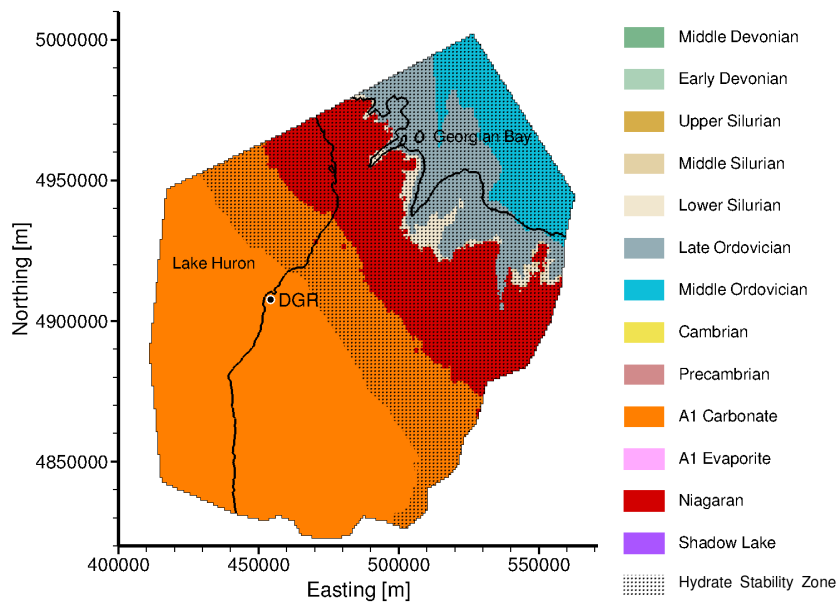 5000000
4950000
4900000
4850000
Northing [m]
400000
450000
500000
550000
Easting [m]
Georgian Bay
Lake Huron
DGR
Middle Devonian
Early Devonian
Upper Silurian
Middle Silurian
Lower Silurian
Late Ordovician
Middle Ordovician
Cambrian
Precambrian
A1 Carbonate
A1 Evaporite
Niagaran
Shadow Lake
Hydrate Stability Zone